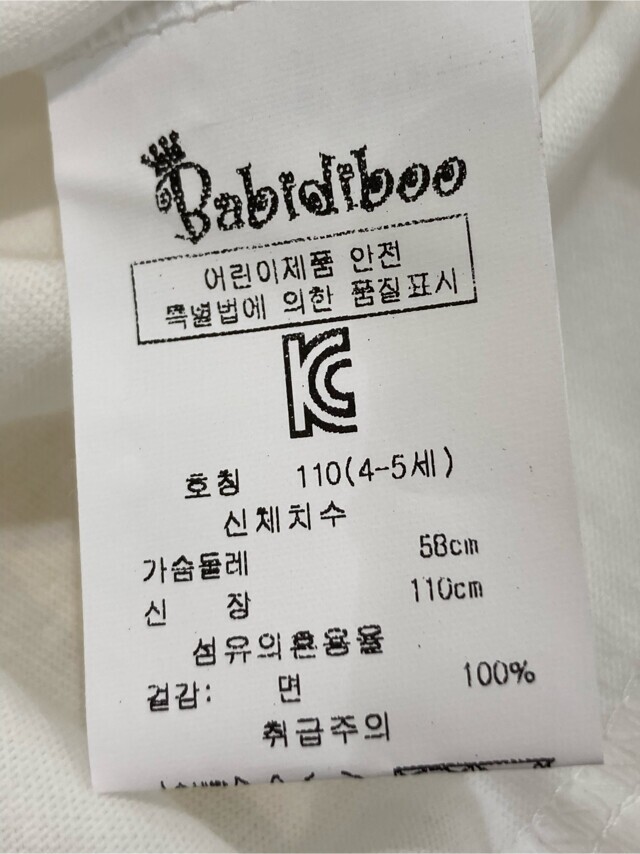 Babidiboo
어린이제품 안전
특별법에 의한 품질표시
KC
호칭 110(4-5세)
신체치수
가슴둘레 58cm
신 장 110cm
섬유의혼용율
겉감: 면 100%
취급주의